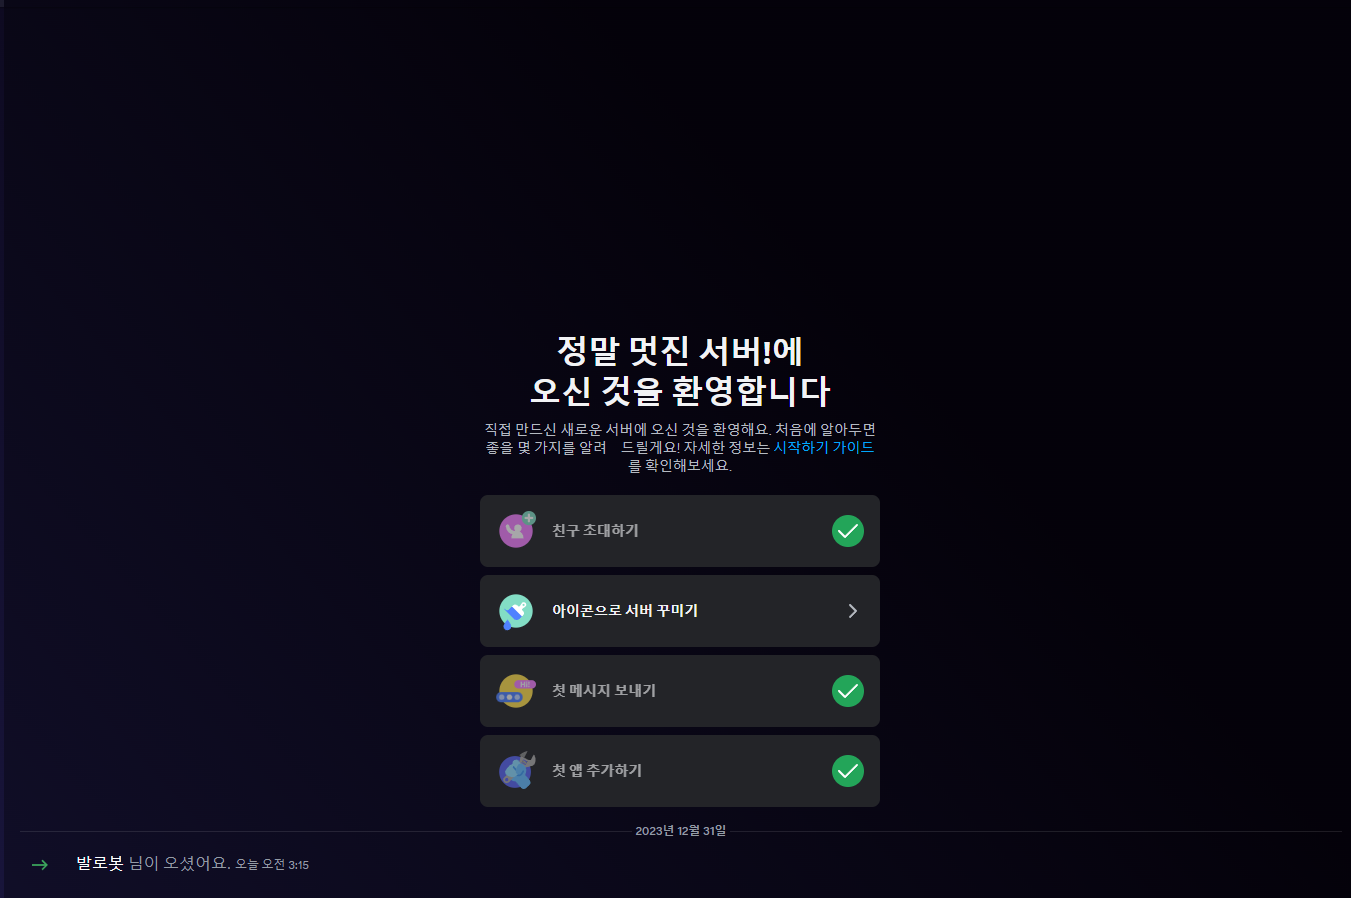 정말 멋진 서버!에
오신 것을 환영합니다
직접 만드신 새로운 서버에 오신 것을 환영해요. 처음에 알아두면
좋을 몇 가지를 알려 드릴게요! 자세한 정보는 시작하기 가이드
를 확인해보세요.
친구 초대하기
아이콘으로 서버 꾸미기
Hi!
첫 메시지 보내기
첫 앱 추가하기
2023년 12월 31일
발로봇 님이 오셨어요. 오늘 오전 3:15